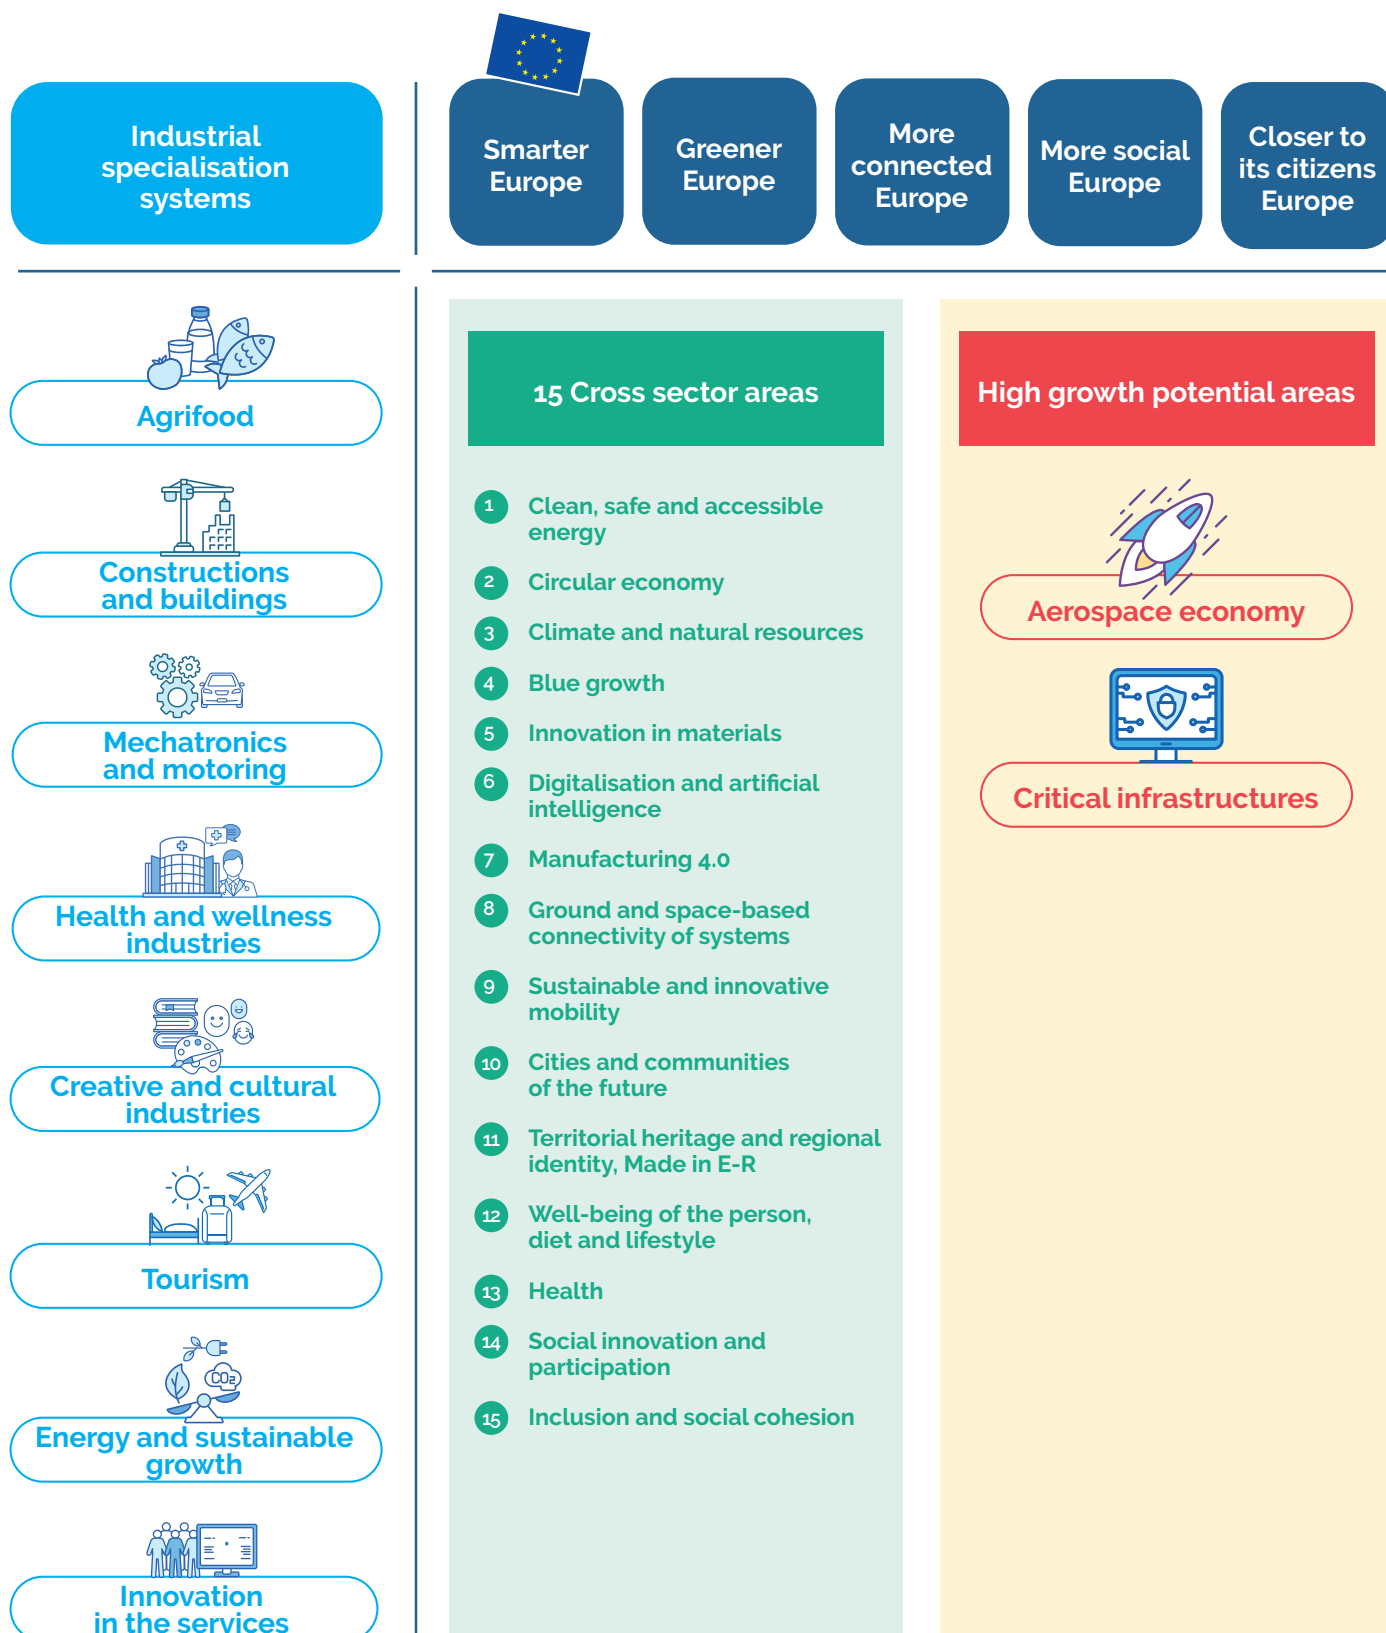 Industrial
specialisation
systems
Smarter
Europe
Greener
Europe
More
connected
Europe
More social
Europe
Closer to
its citizens
Europe
Agrifood
Constructions
and buildings
Mechatronics
and motoring
Health and wellness
industries
Creative and cultural
industries
Tourism
CO2
Energy and sustainable
growth
Innovation
in the services
15 Cross sector areas
1 Clean, safe and accessible
energy
2 Circular economy
3 Climate and natural resources
4 Blue growth
5 Innovation in materials
6 Digitalisation and artificial
intelligence
7 Manufacturing 4.0
8 Ground and space-based
connectivity of systems
9 Sustainable and innovative
mobility
10 Cities and communities
of the future
11 Territorial heritage and regional
identity, Made in E-R
12 Well-being of the person,
diet and lifestyle
13 Health
14 Social innovation and
participation
15 Inclusion and social cohesion
High growth potential areas
Aerospace economy
Critical infrastructures